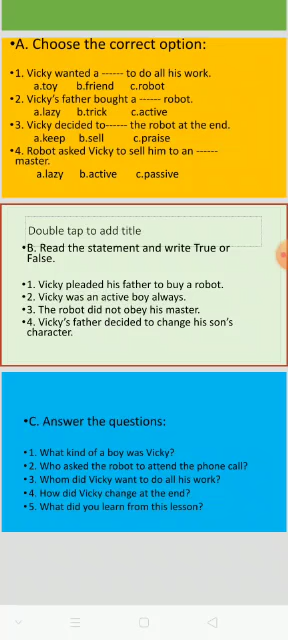 •A. Choose the correct option:
•1. Vicky wanted a ------ to do all his work.
a.toy b.friend c.robot
•2. Vicky's father bought a ------ robot.
a.lazy b.trick c.active
•3. Vicky decided to------ the robot at the end.
a.keep b.sell c.praise
•4. Robot asked Vicky to sell him to an ------
master.
a.lazy b.active c.passive
Double tap to add title
•B. Read the statement and write True or
False.
•1. Vicky pleaded his father to buy a robot.
•2. Vicky was an active boy always.
•3. The robot did not obey his master.
•4. Vicky's father decided to change his son's
character.
•C. Answer the questions:
•1. What kind of a boy was Vicky?
•2. Who asked the robot to attend the phone call?
•3. Whom did Vicky want to do all his work?
•4. How did Vicky change at the end?
•5. What did you learn from this lesson?